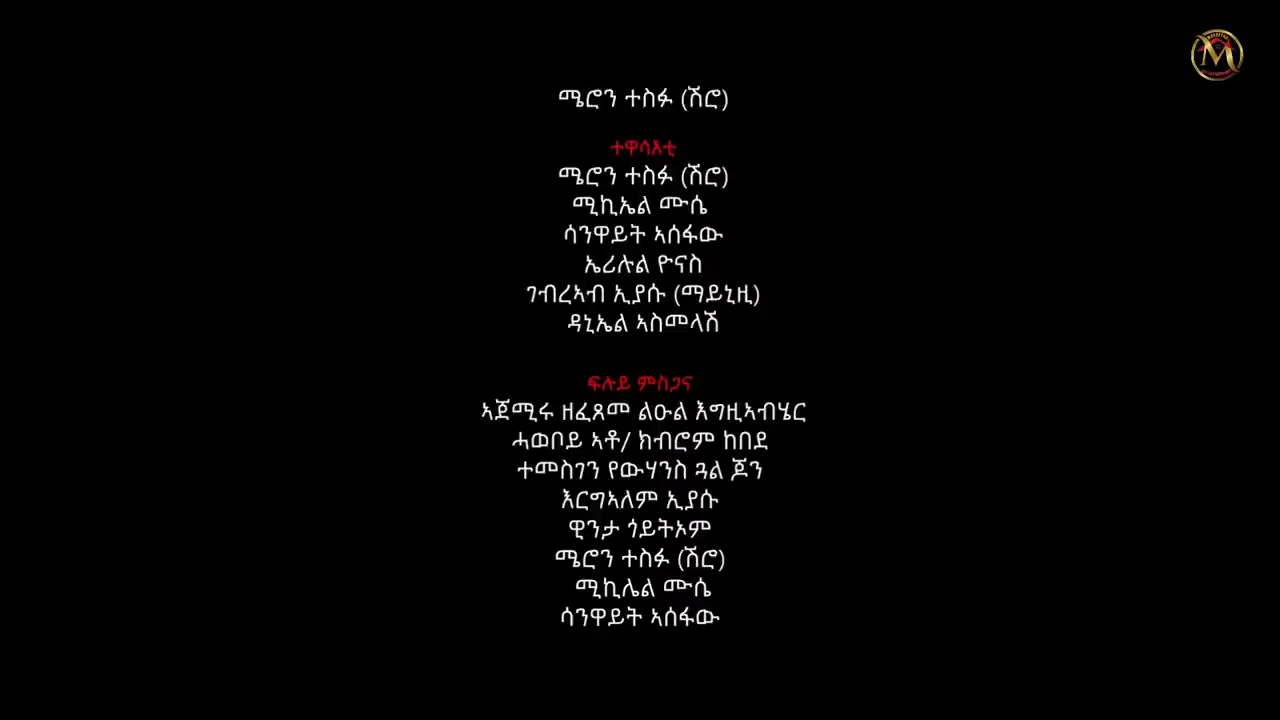 ሜሮን ተስፉ (ሽሮ)
ተዋሳእቲ
ሜሮን ተስፉ (ሽሮ)
ሚኪኤል ሙሴ
ሳንዋይት ኣሰፋው
ኤሪሉል ዮናስ
ገብረኣብ ኢያሱ (ማይኒዚ)
ዳኒኤል ኣስመላሽ
ፍሉይ ምስጋና
ኣጀሚሩ ዘፈጸመ ልዑል እግዚኣብሄር
ሓወቦይ ኣቶ/ ክብሮም ከበደ
ተመስገን የውሃንስ ጓል ጆን
እርግኣለም ኢያሱ
ዊንታ ጎይትኦም
ሜሮን ተስፉ (ሽሮ)
ሚኪሌል ሙሴ
ሳንዋይት ኣሰፋው